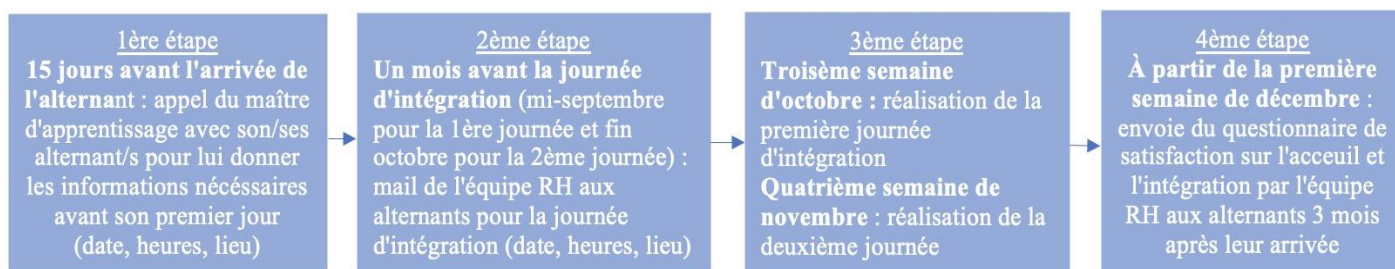 1ère étape
15 jours avant l'arrivée de
l'alternant : appel du maître
d'apprentissage avec son/ses
alternant/s pour lui donner
les informations nécéssaires
avant son premier jour
(date, heures, lieu)
2ème étape
Un mois avant la journée
d'intégration (mi-septembre
pour la 1ère journée et fin
octobre pour la 2ème journée) :
mail de l'équipe RH aux
alternants pour la journée
d'intégration (date, heures, lieu)
3ème étape
Troisème semaine
d'octobre : réalisation de la
première journée
d'intégration
Quatrième semaine de
novembre : réalisation de la
deuxième journée
4ème étape
À partir de la première
semaine de décembre :
envoie du questionnaire de
satisfaction sur l'acceuil et
l'intégration par l'équipe
RH aux alternants 3 mois
après leur arrivée